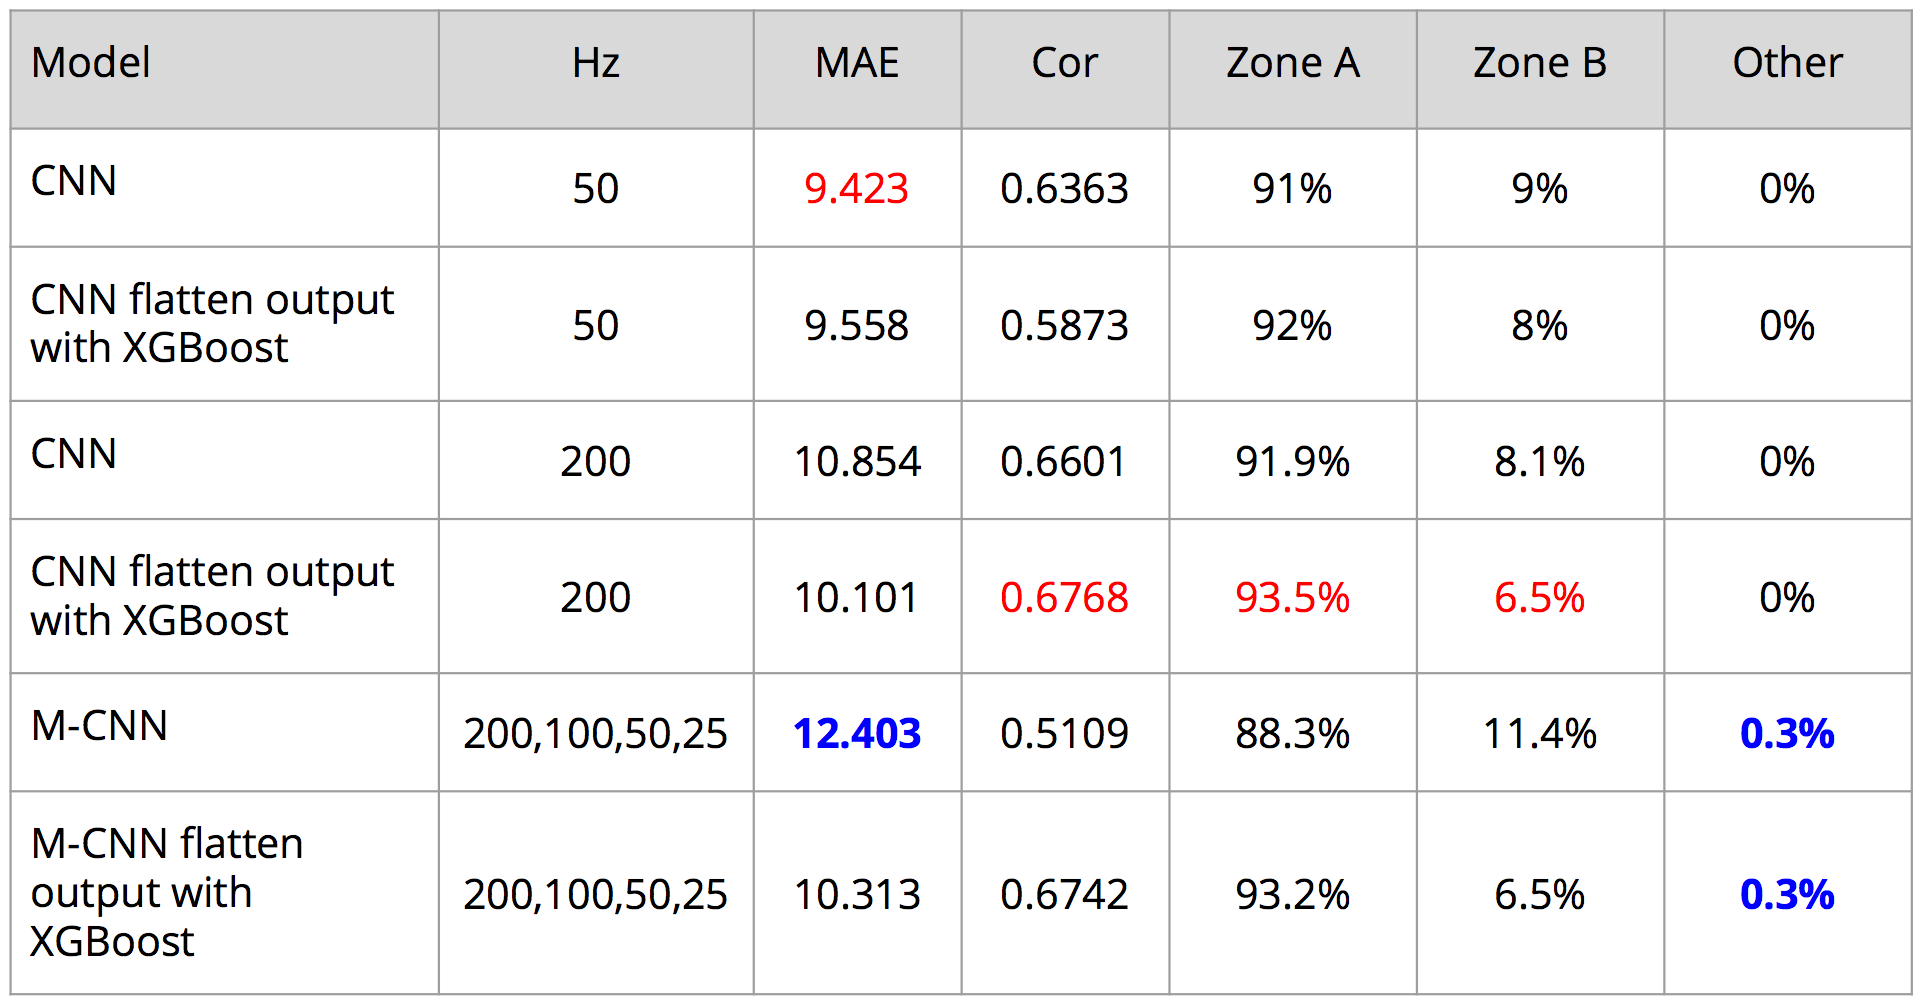 Model Hz MAE Cor Zone A Zone B Other
CNN 50 9.423 0.6363 91% 9% 0%
CNN flatten output
with XGBoost 50 9.558 0.5873 92% 8% 0%
CNN 200 10.854 0.6601 91.9% 8.1% 0%
CNN flatten output
with XGBoost 200 10.101 0.6768 93.5% 6.5% 0%
M-CNN 200,100,50,25 12.403 0.5109 88.3% 11.4% 0.3%
M-CNN flatten
output with
XGBoost 200,100,50,25 10.313 0.6742 93.2% 6.5% 0.3%